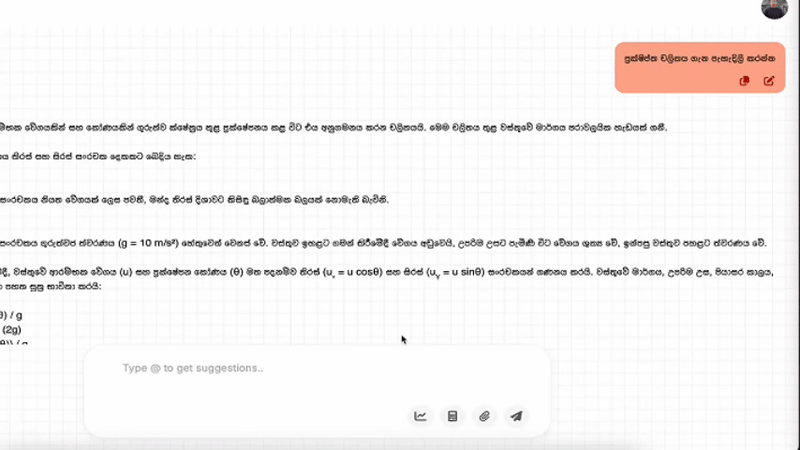 ප්‍රක්ෂිප්ත චලිතය ගැන පැහැදිලි කරන්න
වේගයකින් සහ කෝණයකින් ගුරුත්ව ක්ෂේත්‍රය තුළ ප්‍රක්ෂේපනය කළ විට එය අනුගමනය කරන චලිතයයි. මෙම චලිතය තුළ වස්තුවේ මාර්ගය පරාවලයික හැඩයක් ගනී.
තිරස් සහ සිරස් සංරචක දෙකකට බෙදිය හැක:
සංරචකය නියත වේගයක් ලෙස පවතී, මන්ද තිරස් දිශාවට කිසිඳු බලාත්මක බලයක් නොමැති බැවිනි.
සංරචකය ගුරුත්වජ ත්වරණය (g = 10 m/s²) හේතුවෙන් වෙනස් වේ. වස්තුව ඉහළට ගමන් කිරීමේදී වේගය අඩුවෙයි, උපරිම උසට පැමිණි විට වේගය ශුන්‍ය වේ, ඉන්පසු වස්තුව පහළට ත්වරණය වේ.
වස්තුවේ ආරම්භක වේගය (u) සහ ප්‍රක්ෂේපන කෝණය (θ) මත පදනම්ව තිරස් (uₓ = u cosθ) සහ සිරස් (uᵧ = u sinθ) සංරචකයන් ගණනය කරයි. වස්තුවේ මාර්ගය, උපරිම උස, පියාසර කාලය,
පහත සූත්‍ර භාවිතා කරයි:
) / g
(2g)
Type @ to get suggestions..